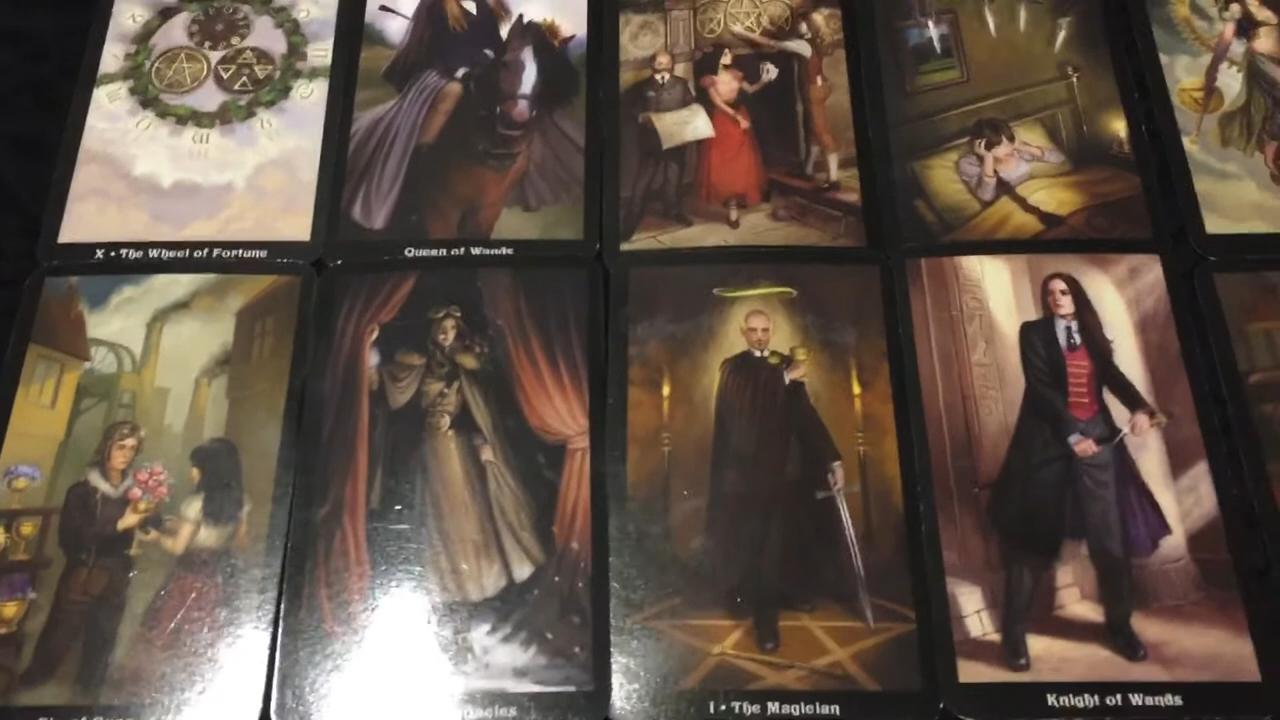 X • The Wheel of Fortune
Queen of Wands
I • The Magician
Knight of Wands